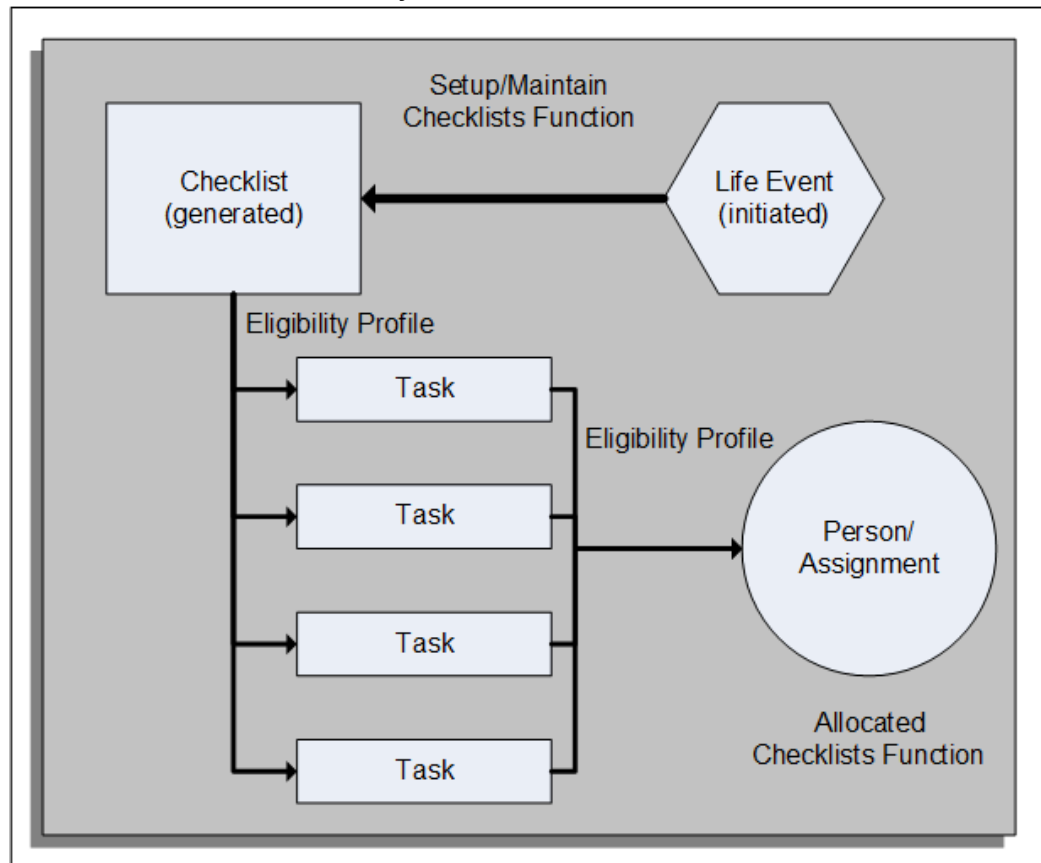 Setup/Maintain
Checklists Function
Checklist
(generated)
Life Event
(initiated)
Eligibility Profile
Task
Eligibility Profile
Task
Person/
Assignment
Task
Allocated
Checklists Function
Task